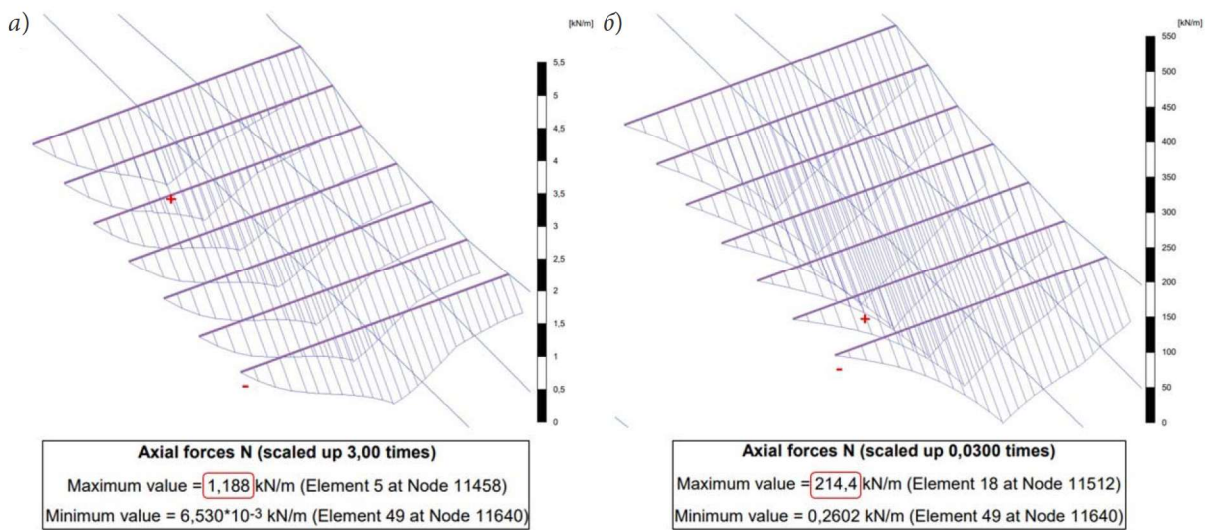 а)
[kN/m]
5,5
5
4,5
4
3,5
3
2,5
2
1,5
1
0,5
0
+
-
Axial forces N (scaled up 3,00 times)
Maximum value = 1,188 kN/m (Element 5 at Node 11458)
Minimum value = 6,530*10-3 kN/m (Element 49 at Node 11640)
б)
[kN/m]
550
500
450
400
350
300
250
200
150
100
50
0
+
-
Axial forces N (scaled up 0,0300 times)
Maximum value = 214,4 kN/m (Element 18 at Node 11512)
Minimum value = 0,2602 kN/m (Element 49 at Node 11640)